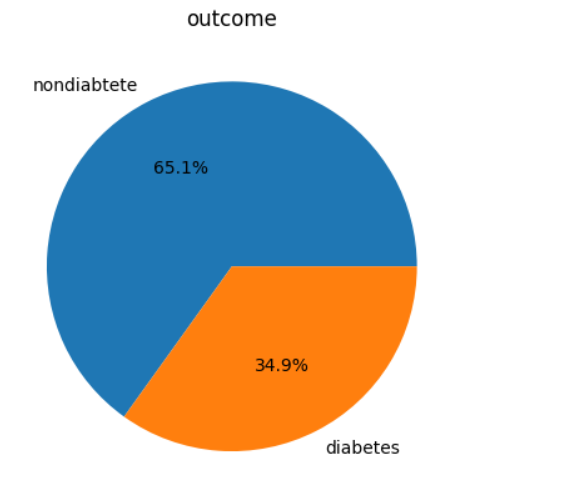 outcome
nondiabtete
65.1%
34.9%
diabetes